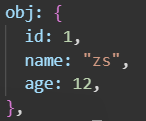 obj: {
  id: 1,
  name: "zs",
  age: 12,
},